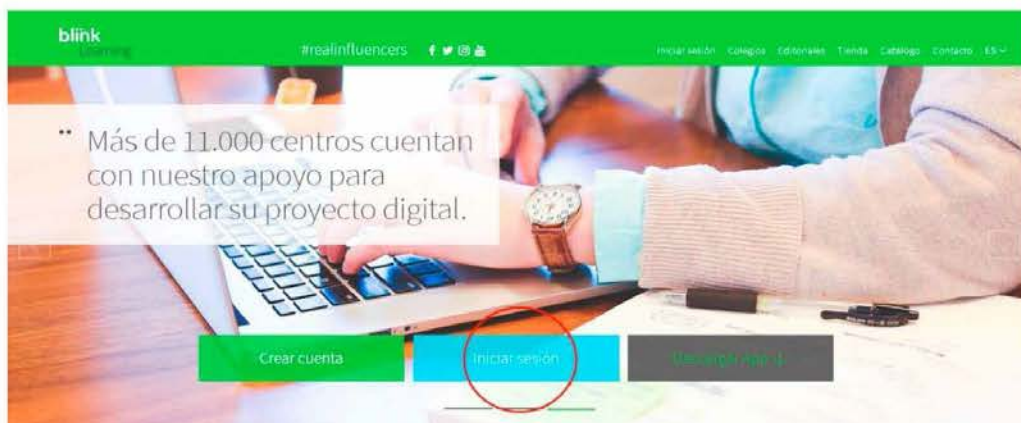 blink
Learning
#realinfluencers
Iniciar sesión Colegios Editoriales Tienda Catálogo Contacto ES
Más de 11.000 centros cuentan
con nuestro apoyo para
desarrollar su proyecto digital.
Crear cuenta
Iniciar sesión
Descargar App